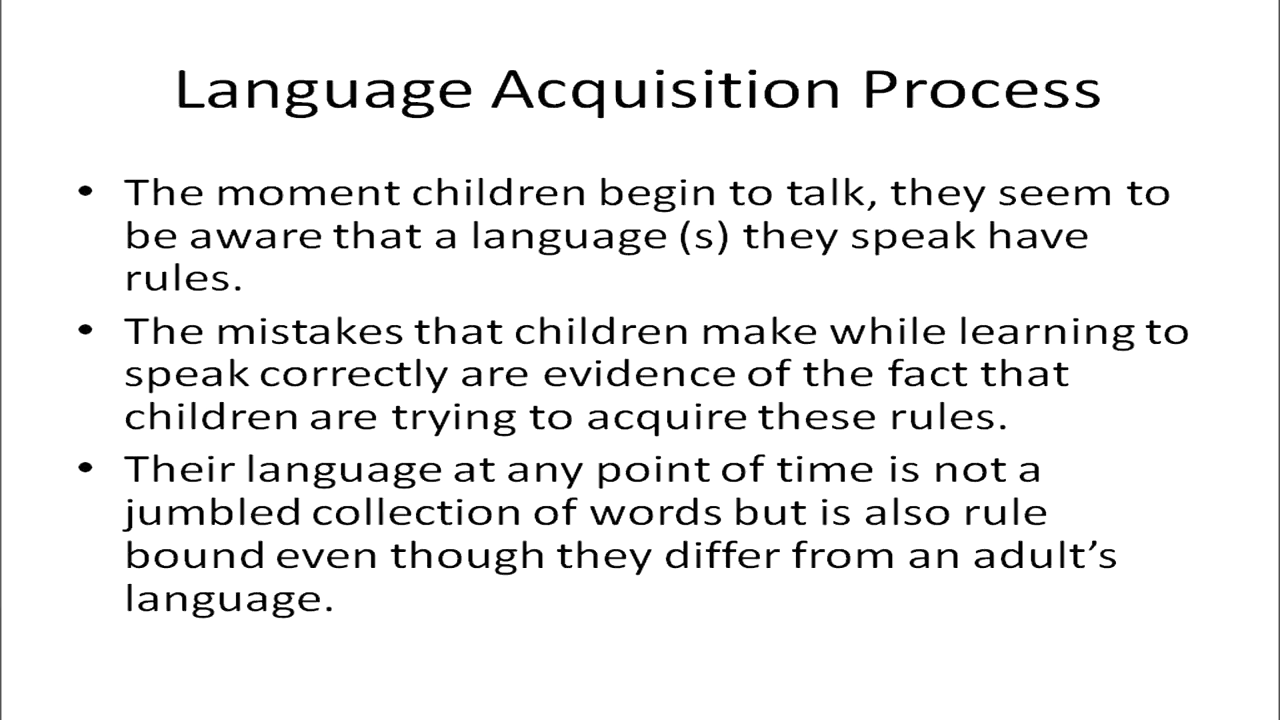 Language Acquisition Process
• The moment children begin to talk, they seem to
be aware that a language (s) they speak have
rules.
• The mistakes that children make while learning to
speak correctly are evidence of the fact that
children are trying to acquire these rules.
• Their language at any point of time is not a
jumbled collection of words but is also rule
bound even though they differ from an adult’s
language.